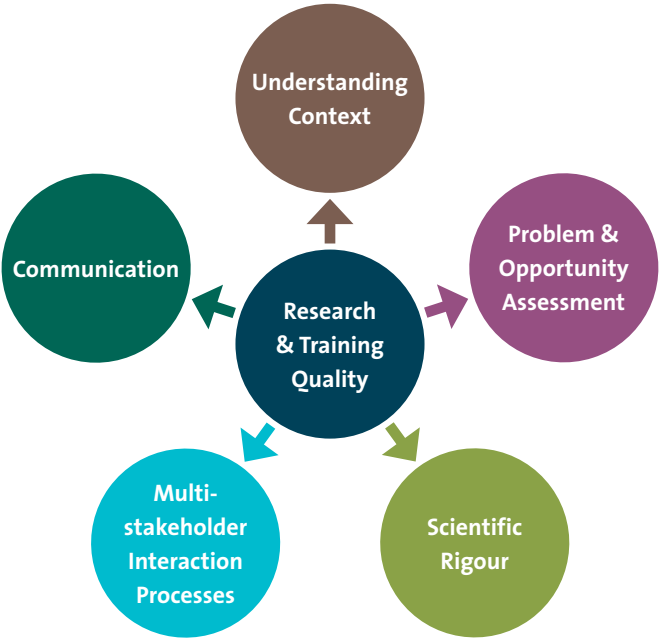 Understanding
Context
Problem &
Opportunity
Assessment
Communication
Research
& Training
Quality
Multi-
stakeholder
Interaction
Processes
Scientific
Rigour